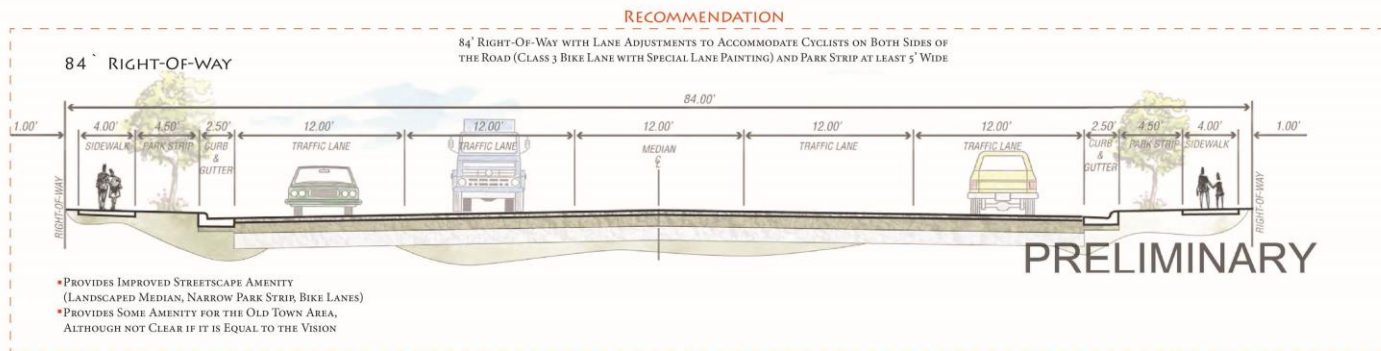 RECOMMENDATION
84' RIGHT-OF-WAY WITH LANE ADJUSTMENTS TO ACCOMMODATE CYCLISTS ON BOTH SIDES OF
THE ROAD (CLASS 3 BIKE LANE WITH SPECIAL LANE PAINTING) AND PARK STRIP AT LEAST 5' WIDE
84` RIGHT-OF-WAY
84.00'
1.00' 4.00' 4.50' 2.50' 12.00' 12.00' 12.00' 12.00' 12.00' 2.50' 4.50' 4.00' 1.00'
SIDEWALK PARK STRIP CURB & GUTTER TRAFFIC LANE TRAFFIC LANE MEDIAN TRAFFIC LANE TRAFFIC LANE CURB & GUTTER PARK STRIP SIDEWALK
℄
RIGHT-OF-WAY
RIGHT-OF-WAY
PRELIMINARY
• PROVIDES IMPROVED STREETSCAPE AMENITY
(LANDSCAPED MEDIAN, NARROW PARK STRIP, BIKE LANES)
• PROVIDES SOME AMENITY FOR THE OLD TOWN AREA,
ALTHOUGH NOT CLEAR IF IT IS EQUAL TO THE VISION